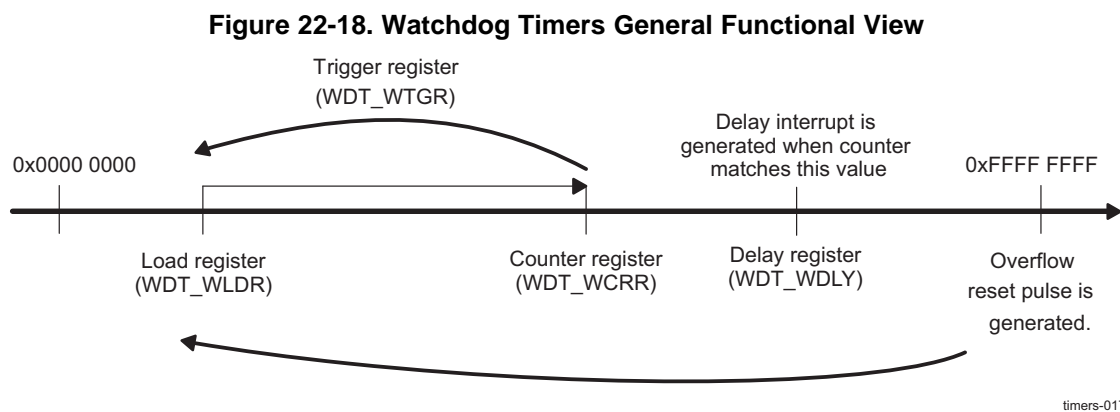 Figure 22-18. Watchdog Timers General Functional View
Trigger register
(WDT_WTGR)
Delay interrupt is
generated when counter
matches this value
0x0000 0000
0xFFFF FFFF
Load register
(WDT_WLDR)
Counter register
(WDT_WCRR)
Delay register
(WDT_WDLY)
Overflow
reset pulse is
generated.
timers-017